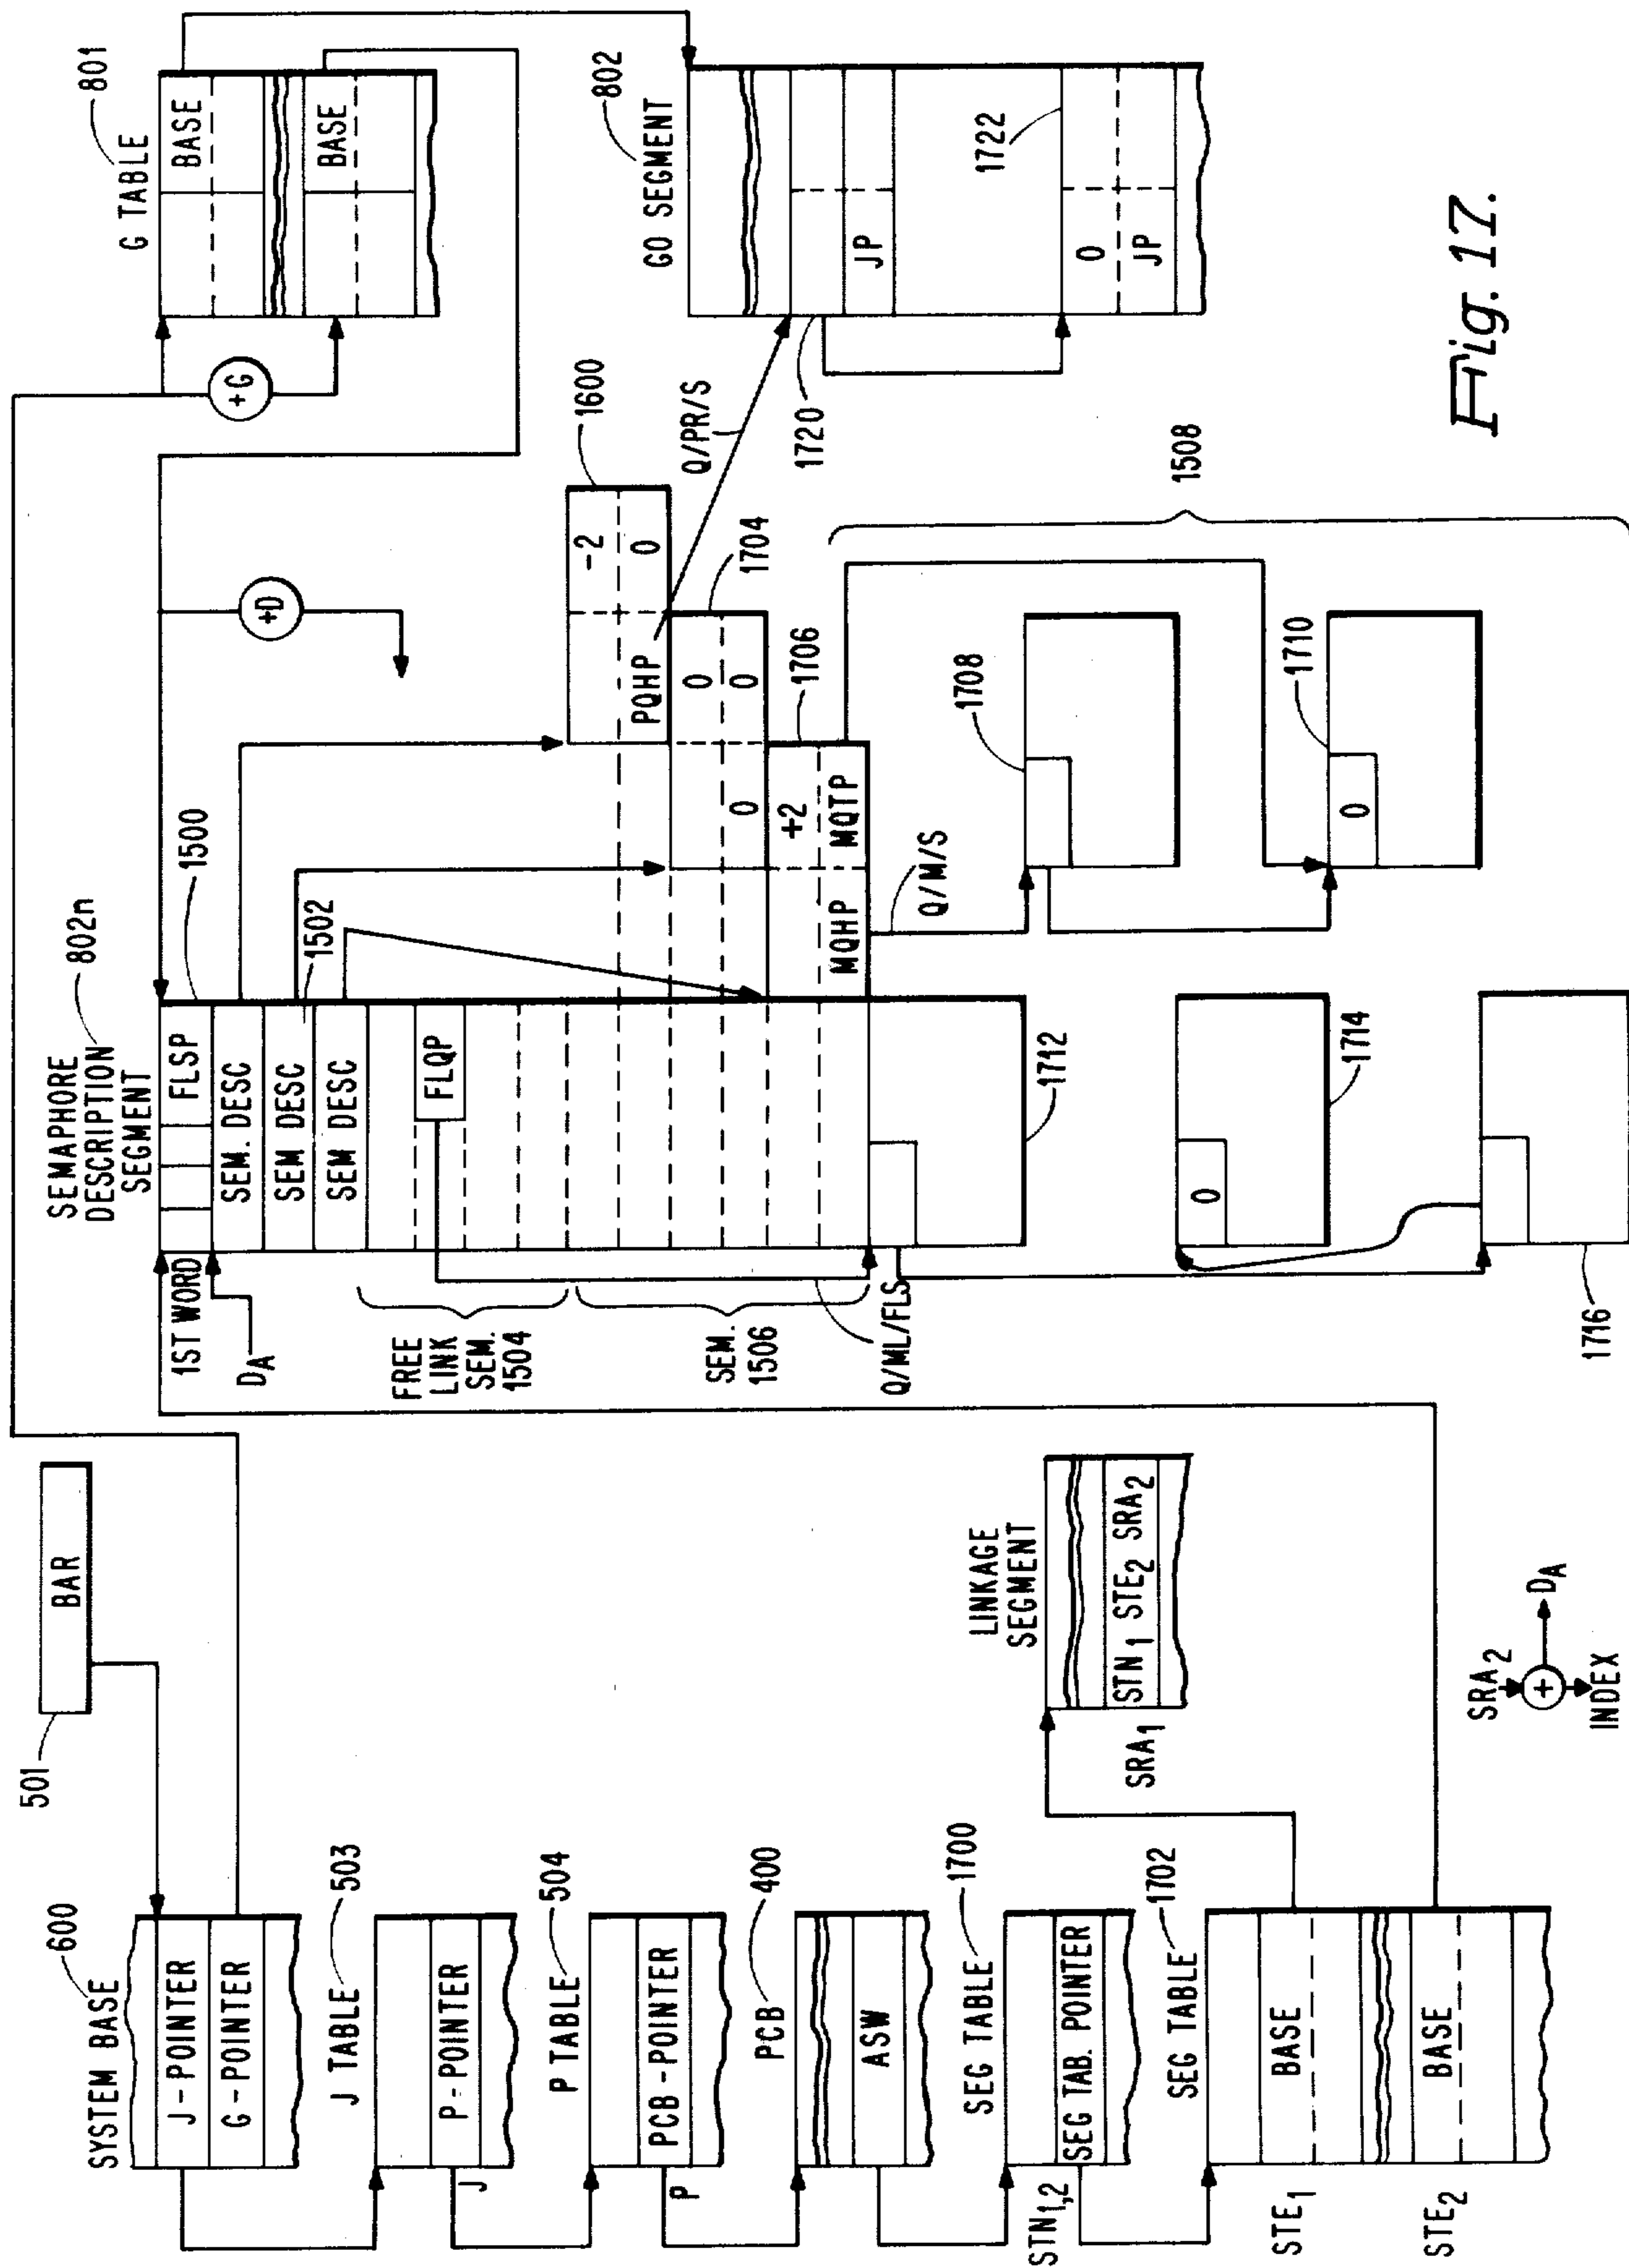 501
BAR
SYSTEM BASE
600
J-POINTER
G-POINTER
J TABLE
503
P-POINTER
J
P TABLE
504
PCB-POINTER
P
PCB
400
ASW
SEG TABLE
1700
STN1,2
SEG TAB. POINTER
SEG TABLE
1702
STE1
BASE
STE2
BASE
LINKAGE
SEGMENT
STN1 STE2 SRA2
SRA1
SRA2
+
DA
INDEX
SEMAPHORE
DESCRIPTION
SEGMENT
802n
1500
1ST WORD
FLSP
DA
SEM. DESC
SEM DESC
1502
SEM DESC
FREE
LINK
SEM.
1504
FLQP
SEM.
1506
Q/ML/FLS
1712
0
1714
1716
+D
1600
-2
PQHP
0
1704
0
0
0
1706
+2
MQHP
MQTP
Q/M/S
1708
1710
0
1508
Q/PR/S
G TABLE
801
BASE
BASE
+G
GO SEGMENT
802
JP
1720
1722
0
JP
Fig. 17.